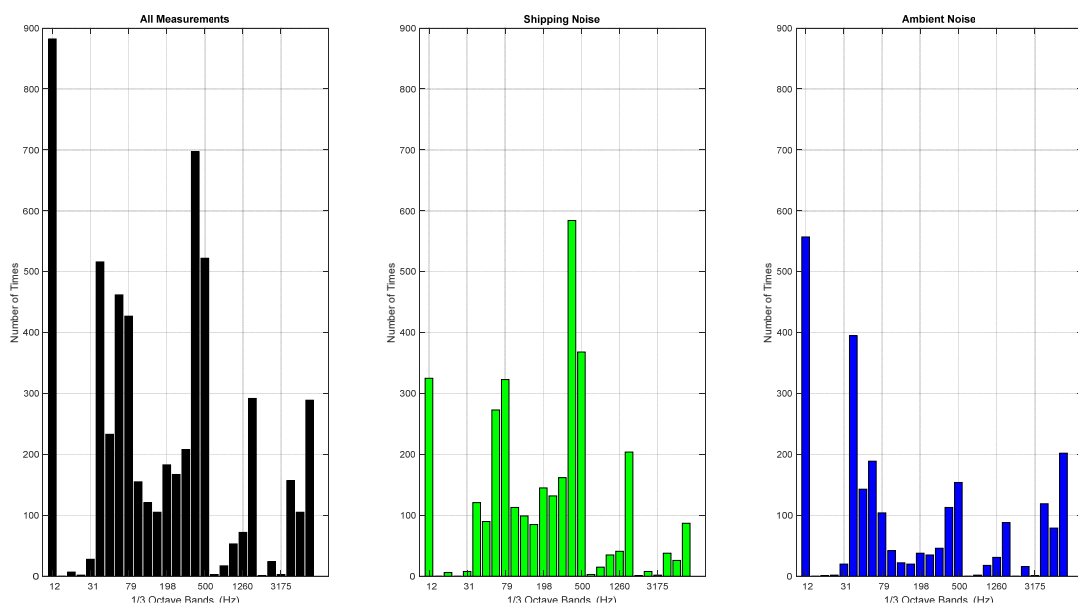 All Measurements
Shipping Noise
Ambient Noise
900
800
700
600
500
400
300
200
100
0
Number of Times
12 31 79 198 500 1260 3175
1/3 Octave Bands (Hz)
900
800
700
600
500
400
300
200
100
0
Number of Times
12 31 79 198 500 1260 3175
1/3 Octave Bands (Hz)
900
800
700
600
500
400
300
200
100
0
Number of Times
12 31 79 198 500 1260 3175
1/3 Octave Bands (Hz)